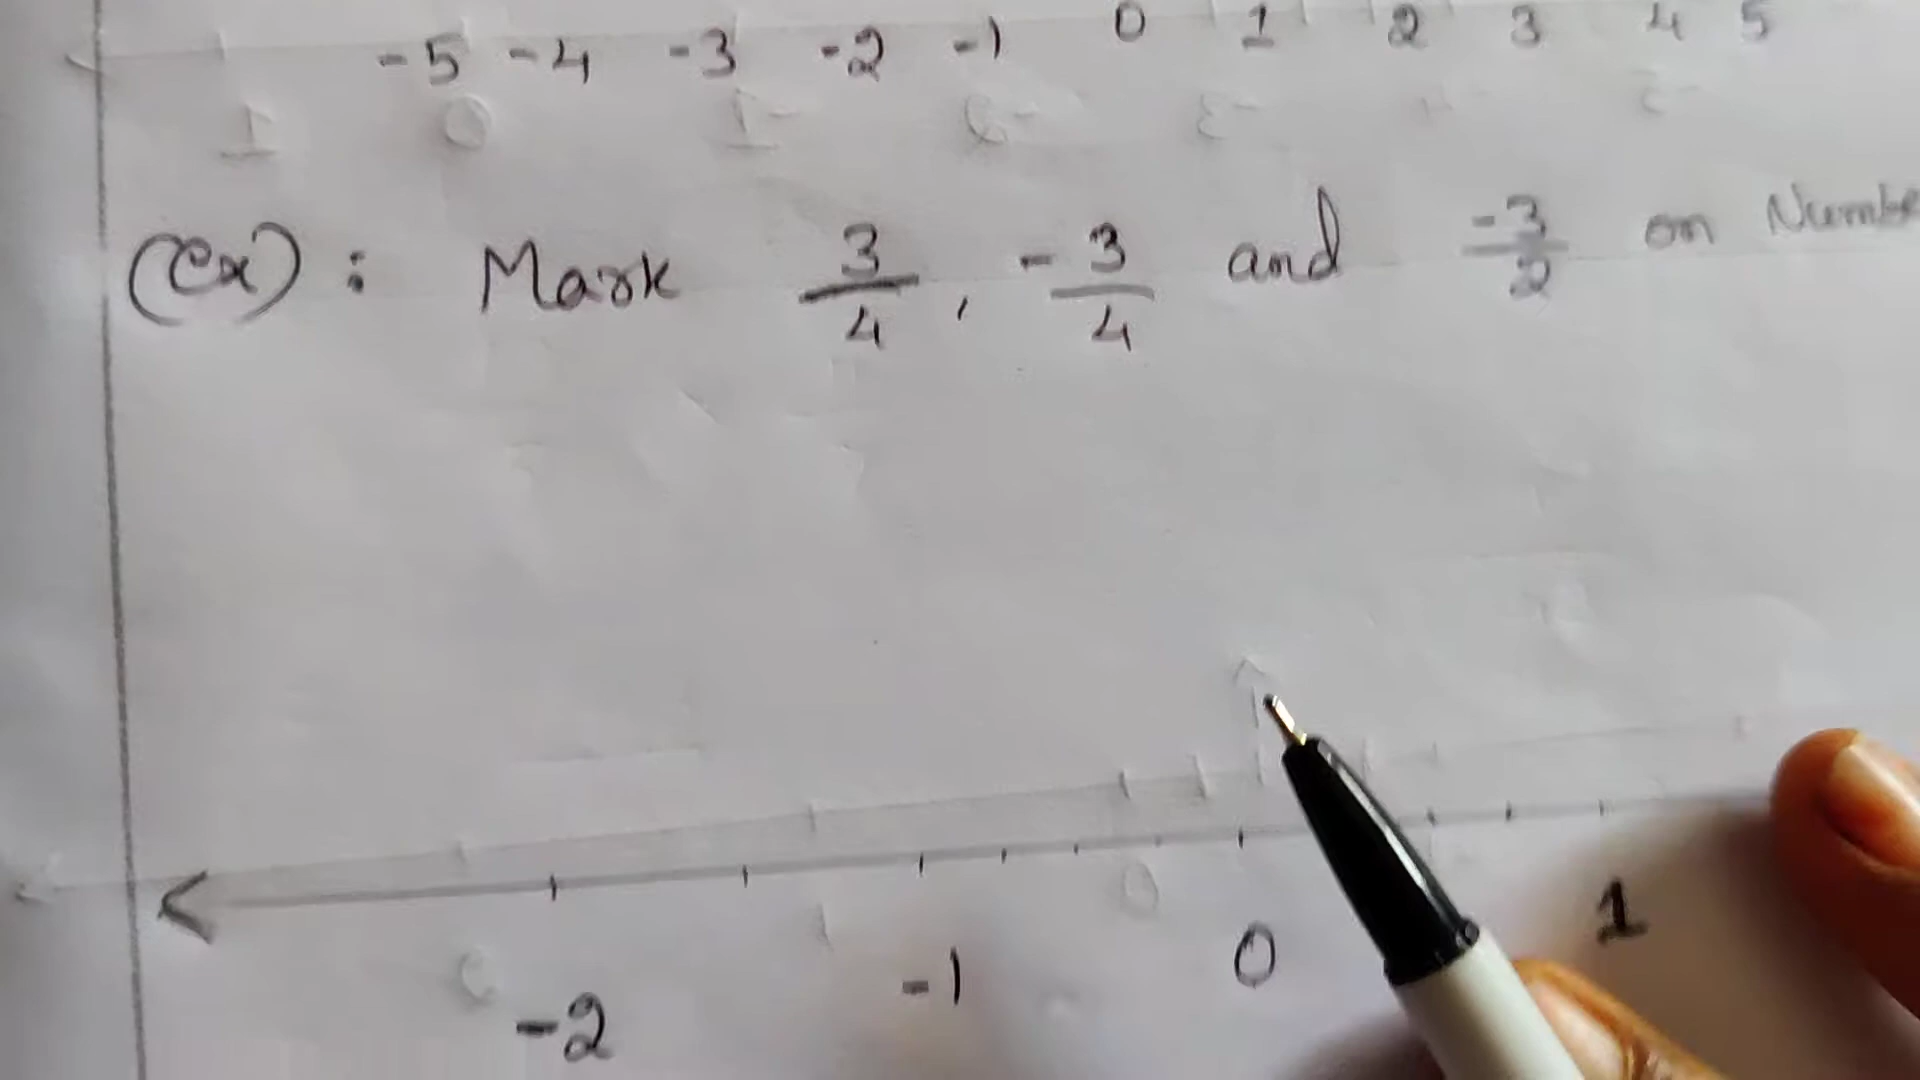 -5 -4 -3 -2 -1 0 1 2 3 4 5
(Ex) : Mark 3/4, -3/4 and -3/2 on Numbe
-2 -1 0 1